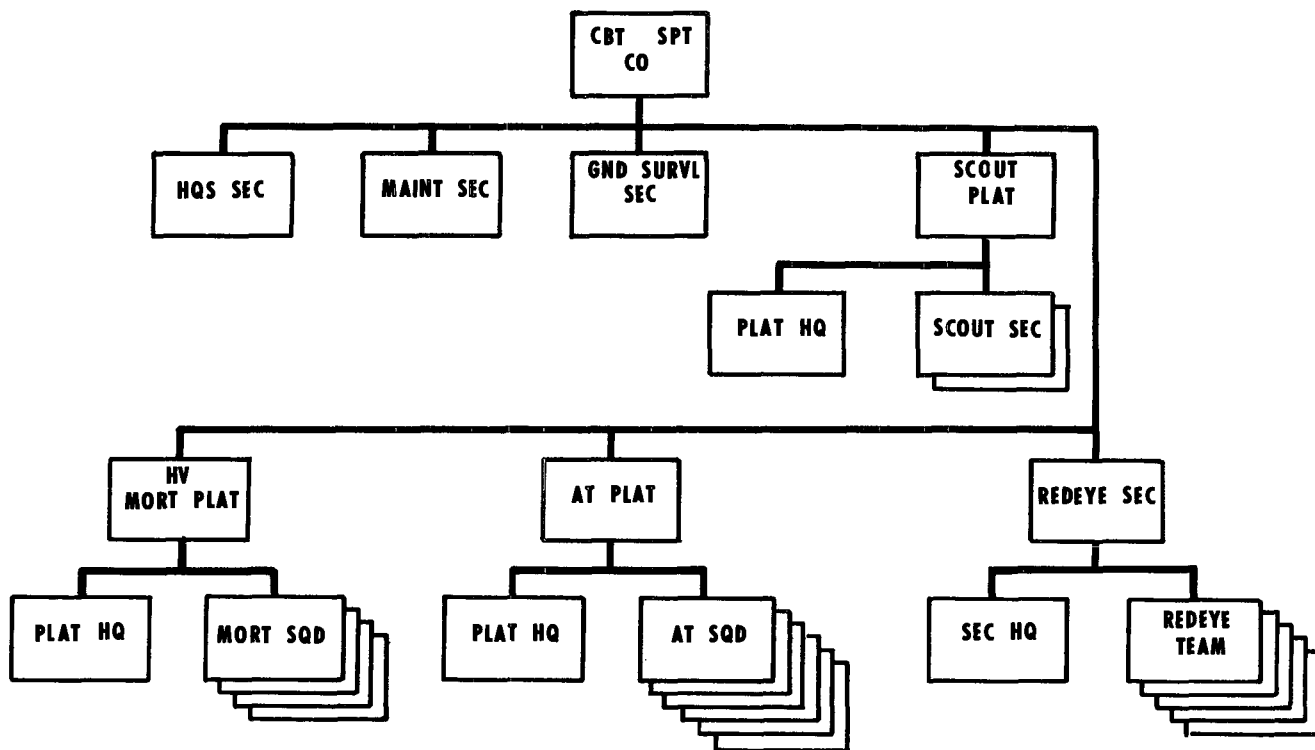 CBT SPT
CO
HQS SEC
MAINT SEC
GND SURVL
SEC
SCOUT
PLAT
PLAT HQ
SCOUT SEC
HV
MORT PLAT
AT PLAT
REDEYE SEC
PLAT HQ
MORT SQD
PLAT HQ
AT SQD
SEC HQ
REDEYE
TEAM